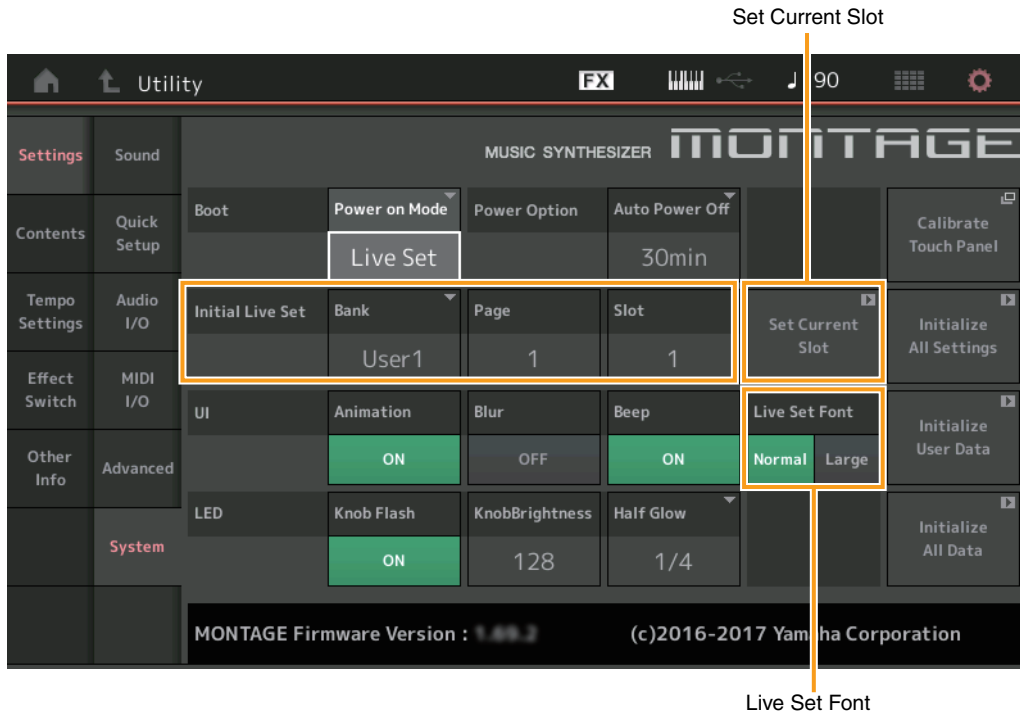 Set Current Slot
Utility
FX
90
Settings
Sound
MUSIC SYNTHESIZER MONTAGE
Boot
Power on Mode
Live Set
Power Option
Auto Power Off
30min
Calibrate
Touch Panel
Contents
Quick
Setup
Tempo
Settings
Audio
I/O
Initial Live Set
Bank
User1
Page
1
Slot
1
Set Current
Slot
Initialize
All Settings
Effect
Switch
MIDI
I/O
UI
Animation
ON
Blur
OFF
Beep
ON
Live Set Font
Normal
Large
Initialize
User Data
Other
Info
Advanced
LED
Knob Flash
ON
KnobBrightness
128
Half Glow
1/4
Initialize
All Data
System
MONTAGE Firmware Version :
(c)2016-2017 Yamaha Corporation
Live Set Font